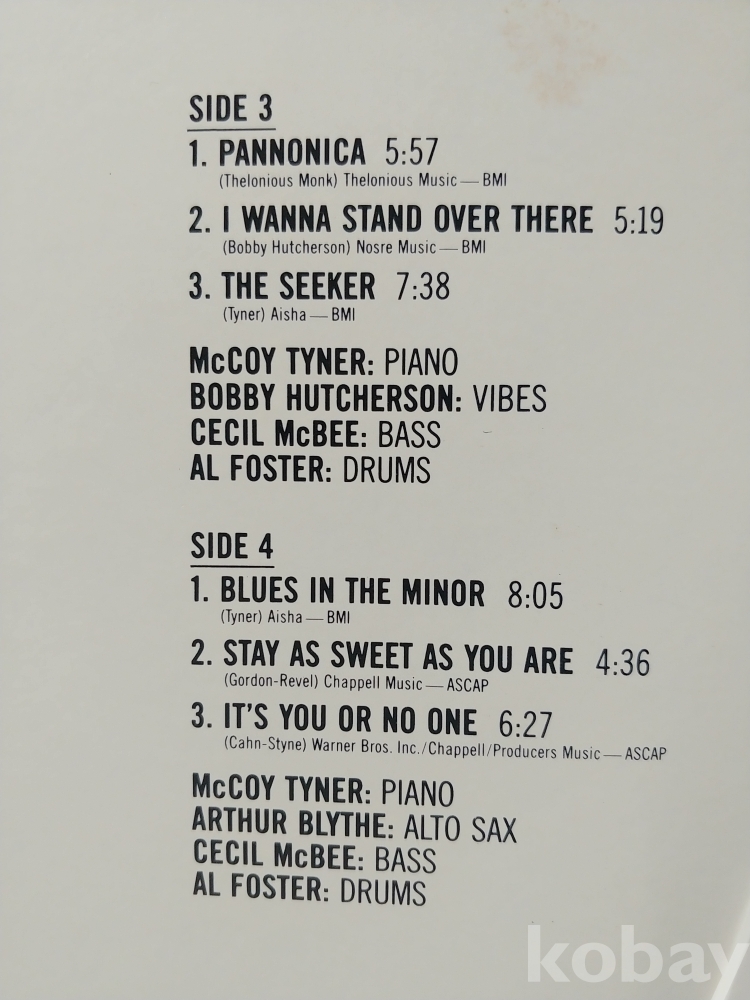 SIDE 3
1. PANNONICA 5:57
(Thelonious Monk) Thelonious Music — BMI
2. I WANNA STAND OVER THERE 5:19
(Bobby Hutcherson) Nosre Music — BMI
3. THE SEEKER 7:38
(Tyner) Aisha — BMI
McCOY TYNER: PIANO
BOBBY HUTCHERSON: VIBES
CECIL McBEE: BASS
AL FOSTER: DRUMS
SIDE 4
1. BLUES IN THE MINOR 8:05
(Tyner) Aisha — BMI
2. STAY AS SWEET AS YOU ARE 4:36
(Gordon-Revel) Chappell Music — ASCAP
3. IT'S YOU OR NO ONE 6:27
(Cahn-Styne) Warner Bros. Inc./Chappell/Producers Music — ASCAP
McCOY TYNER: PIANO
ARTHUR BLYTHE: ALTO SAX
CECIL McBEE: BASS
AL FOSTER: DRUMS
kobay